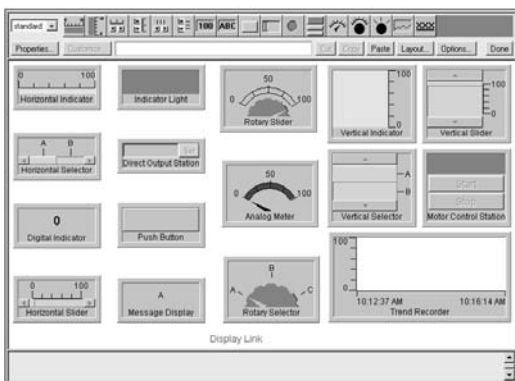 standard
100 ABC
Properties... Customize... Cut Copy Paste Layout... Options... Done
0 100
Horizontal Indicator
Indicator Light
0 50 100
Rotary Slider
100
0
Vertical Indicator
100
0
Vertical Slider
A B
Horizontal Selector
Set
Direct Output Station
0 50 100
Analog Meter
A
B
Vertical Selector
Start
Stop
Motor Control Station
0
Digital Indicator
Push Button
0 100
Horizontal Slider
A
Message Display
A B C
Rotary Selector
100
0
10:12:37 AM 10:16:14 AM
Trend Recorder
Display Link